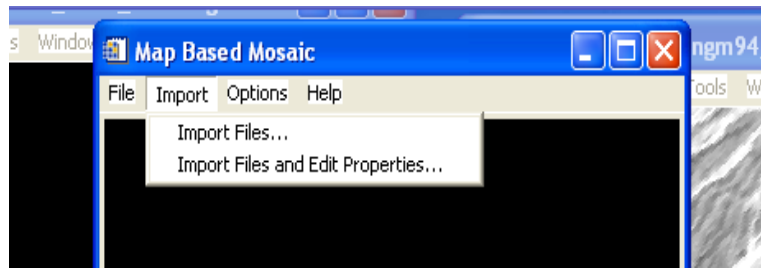 s Window
Map Based Mosaic
ngm94
File Import Options Help
Tools W
Import Files...
Import Files and Edit Properties...